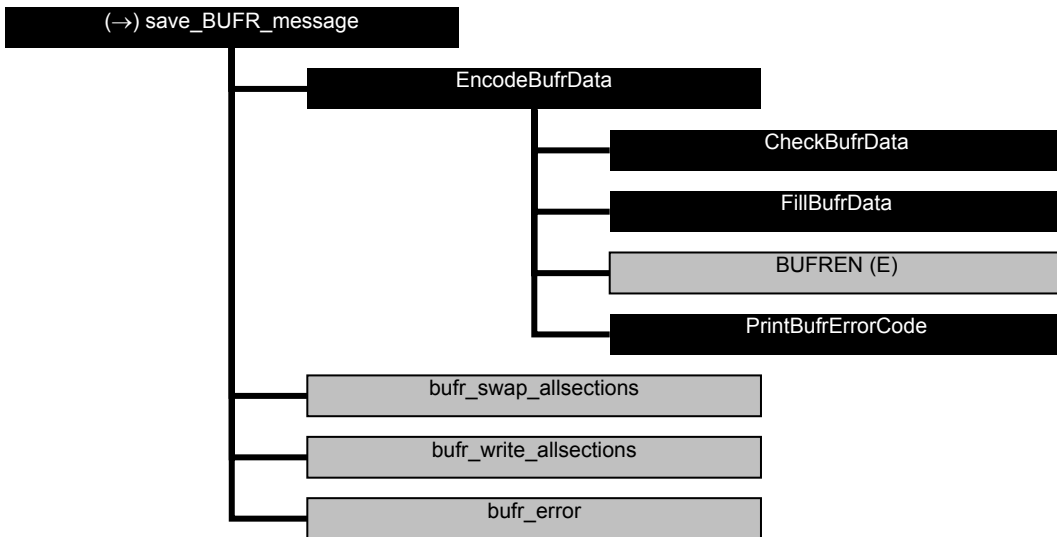 (→) save_BUFR_message
EncodeBufrData
CheckBufrData
FillBufrData
BUFREN (E)
PrintBufrErrorCode
bufr_swap_allsections
bufr_write_allsections
bufr_error